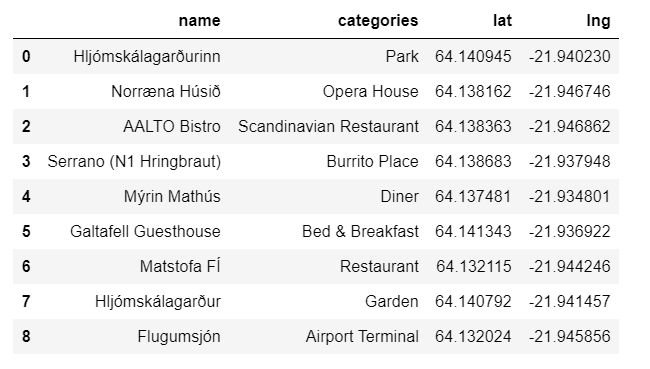 name categories lat lng
0 Hljómskálagarðurinn Park 64.140945 -21.940230
1 Norræna Húsið Opera House 64.138162 -21.946746
2 AALTO Bistro Scandinavian Restaurant 64.138363 -21.946862
3 Serrano (N1 Hringbraut) Burrito Place 64.138683 -21.937948
4 Mýrin Mathús Diner 64.137481 -21.934801
5 Galtafell Guesthouse Bed & Breakfast 64.141343 -21.936922
6 Matstofa FÍ Restaurant 64.132115 -21.944246
7 Hljómskálagarður Garden 64.140792 -21.941457
8 Flugumsjón Airport Terminal 64.132024 -21.945856